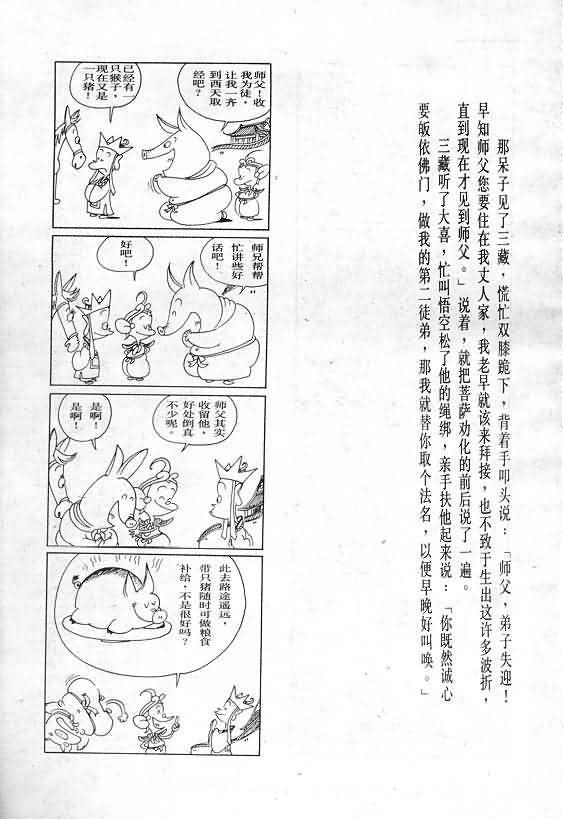 那呆子见了三藏，慌忙双膝跪下，背着手叩头说：「师父，弟子失迎！
早知师父您要住在我丈人家，我老早就该来拜接，也不致于生出这许多波折，
直到现在才见到师父。」说着，就把菩萨劝化的前后说了一遍。
三藏听了大喜，忙叫悟空松了他的绳绑，亲手扶他起来说：「你既然诚心
要皈依佛门，做我的第二徒弟，那我就替你取个法名，以便早晚好叫唤。」
师父！收
我为徒，
让我一齐
到西天取
经吧？
已经有一
只猴子，
现在又是
一只猪！
师兄帮帮
忙讲些好
话吧！
好吧！
师父其实
收留他，
好处倒真
不少呢。
是啊！
是啊！
此去路途遥远，
带只猪随时可做粮食
补给，不是很好吗？